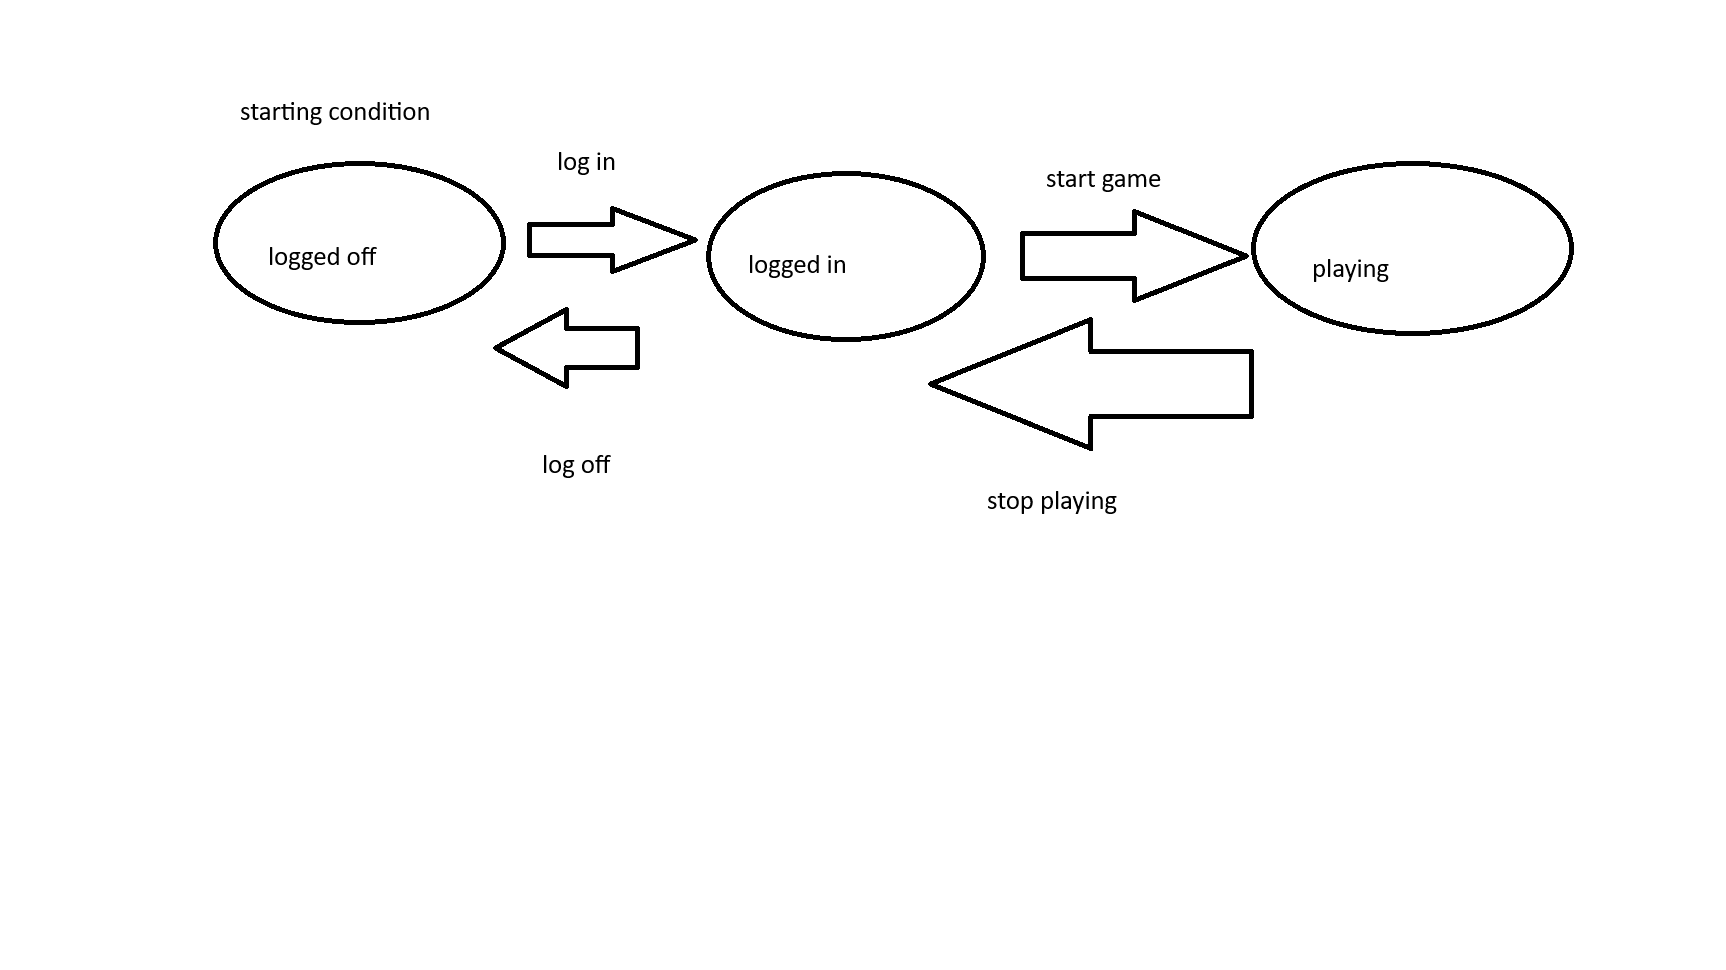 starting condition
log in
start game
logged off
logged in
playing
log off
stop playing